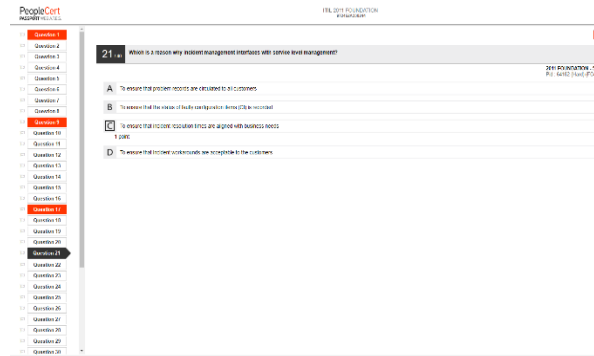 PeopleCert
ITIL 2011 FOUNDATION
Question 1
Question 2
Question 3
Question 4
Question 5
Question 6
Question 7
Question 8
Question 9
Question 10
Question 11
Question 12
Question 13
Question 14
Question 15
Question 16
Question 17
Question 18
Question 19
Question 20
Question 21
Question 22
Question 23
Question 24
Question 25
Question 26
Question 27
Question 28
Question 29
Question 30
21 Which is a reason why incident management interfaces with service level management?
2011 FOUNDATION
A To ensure that problem records are circulated to all customers
B To ensure that the status of faulty configuration items (CI) is recorded
C To ensure that incident resolution times are aligned with business needs
1 point
D To ensure that incident workarounds are acceptable to the customers